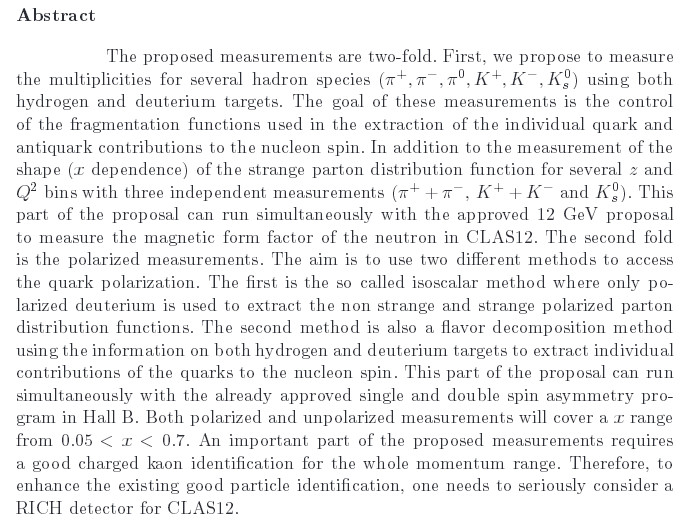 Abstract
The proposed measurements are two-fold. First, we propose to measure
the multiplicities for several hadron species (π⁺, π⁻, π⁰, K⁺, K⁻, K⁰ₛ) using both
hydrogen and deuterium targets. The goal of these measurements is the control
of the fragmentation functions used in the extraction of the individual quark and
antiquark contributions to the nucleon spin. In addition to the measurement of the
shape (x dependence) of the strange parton distribution function for several z and
Q² bins with three independent measurements (π⁺ + π⁻, K⁺ + K⁻ and K⁰ₛ). This
part of the proposal can run simultaneously with the approved 12 GeV proposal
to measure the magnetic form factor of the neutron in CLAS12. The second fold
is the polarized measurements. The aim is to use two different methods to access
the quark polarization. The first is the so called isoscalar method where only po-
larized deuterium is used to extract the non strange and strange polarized parton
distribution functions. The second method is also a flavor decomposition method
using the information on both hydrogen and deuterium targets to extract individual
contributions of the quarks to the nucleon spin. This part of the proposal can run
simultaneously with the already approved single and double spin asymmetry pro-
gram in Hall B. Both polarized and unpolarized measurements will cover a x range
from 0.05 < x < 0.7. An important part of the proposed measurements requires
a good charged kaon identification for the whole momentum range. Therefore, to
enhance the existing good particle identification, one needs to seriously consider a
RICH detector for CLAS12.